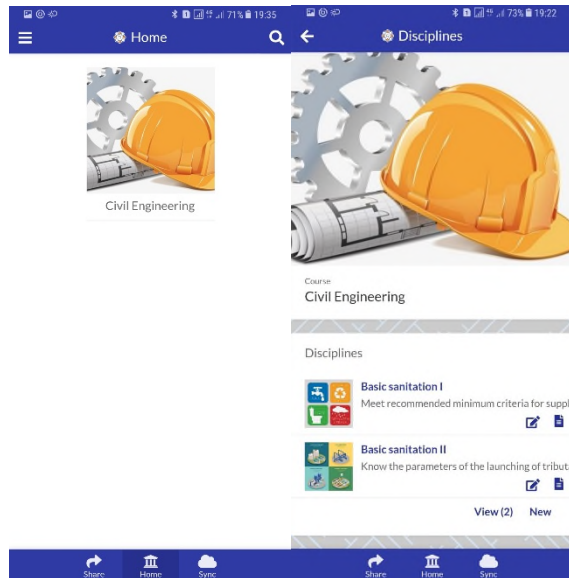 71% 19:35
Home
Civil Engineering
Share Home Sync
73% 19:22
Disciplines
Course
Civil Engineering
Disciplines
Basic sanitation I
Meet recommended minimum criteria for suppl
Basic sanitation II
Know the parameters of the launching of tribut
View (2) New
Share Home Sync